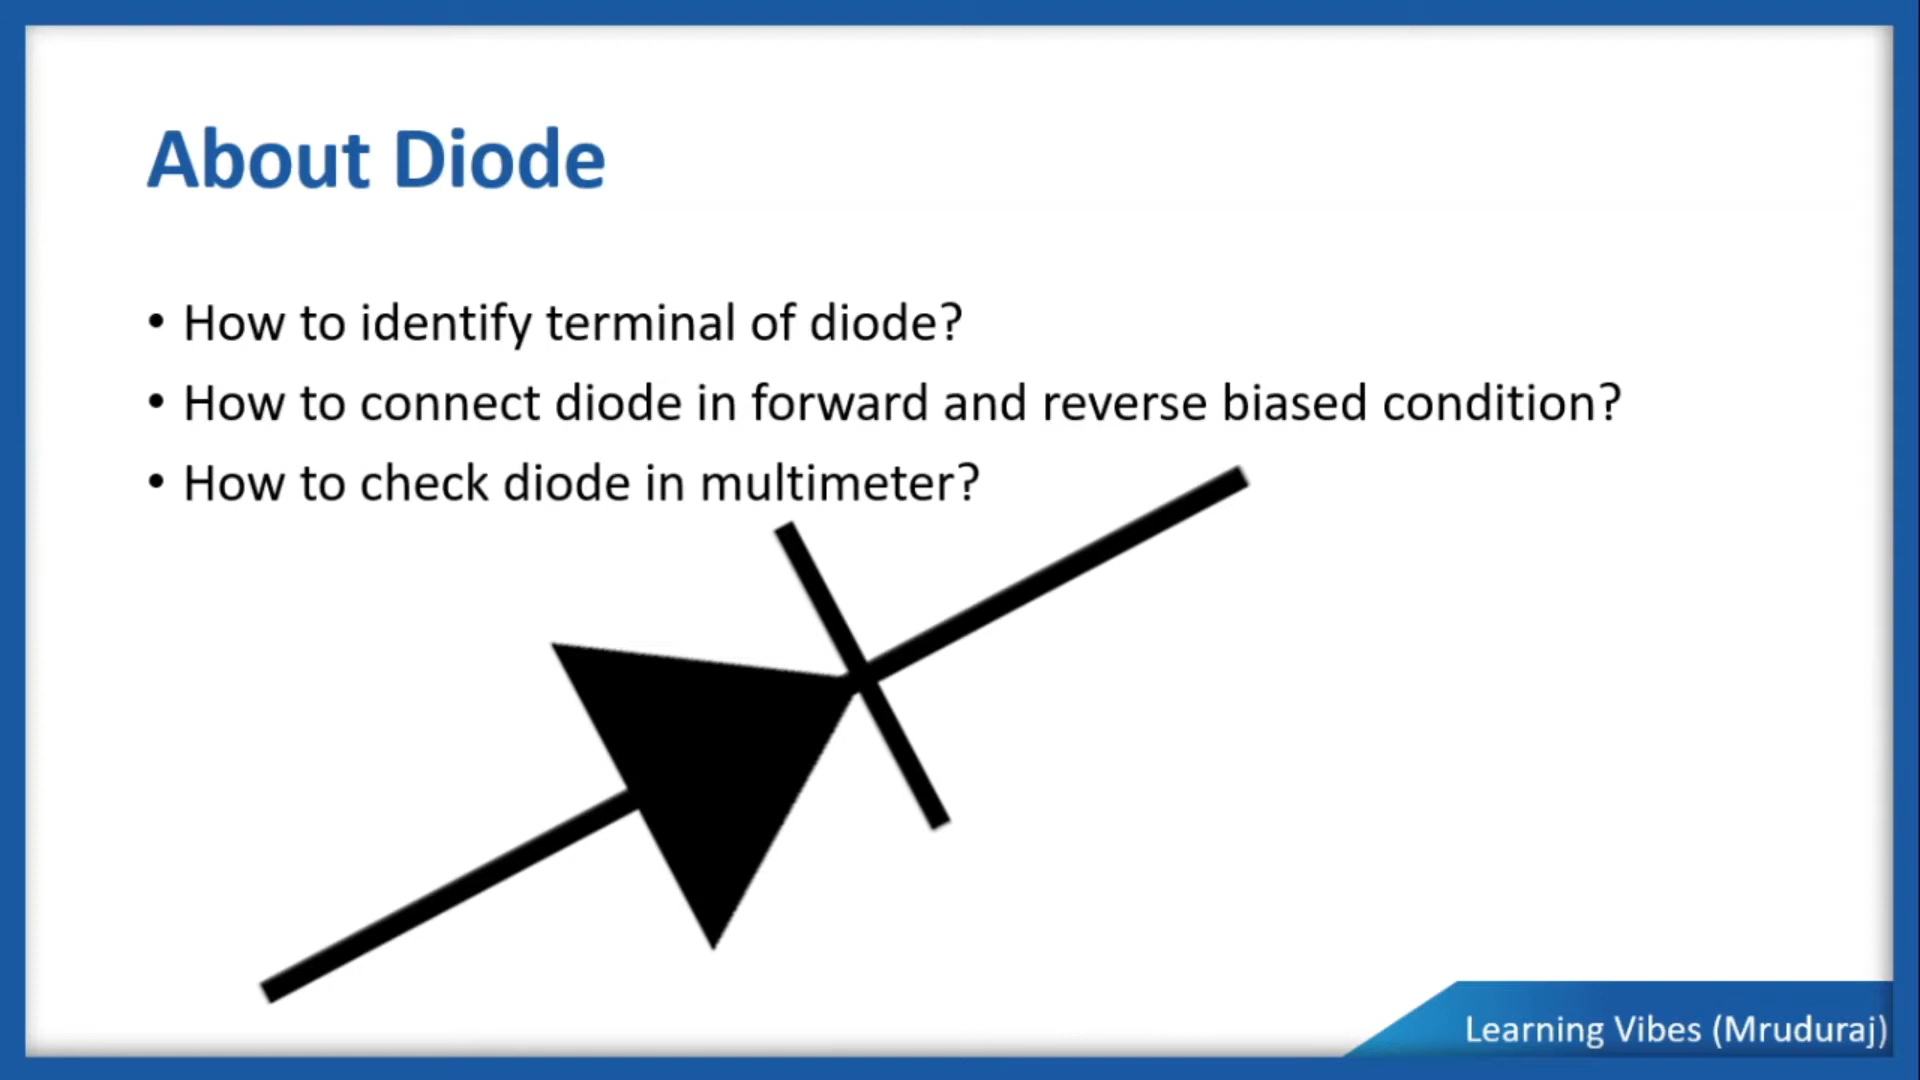 About Diode
• How to identify terminal of diode?
• How to connect diode in forward and reverse biased condition?
• How to check diode in multimeter?
Learning Vibes (Mruduraj)